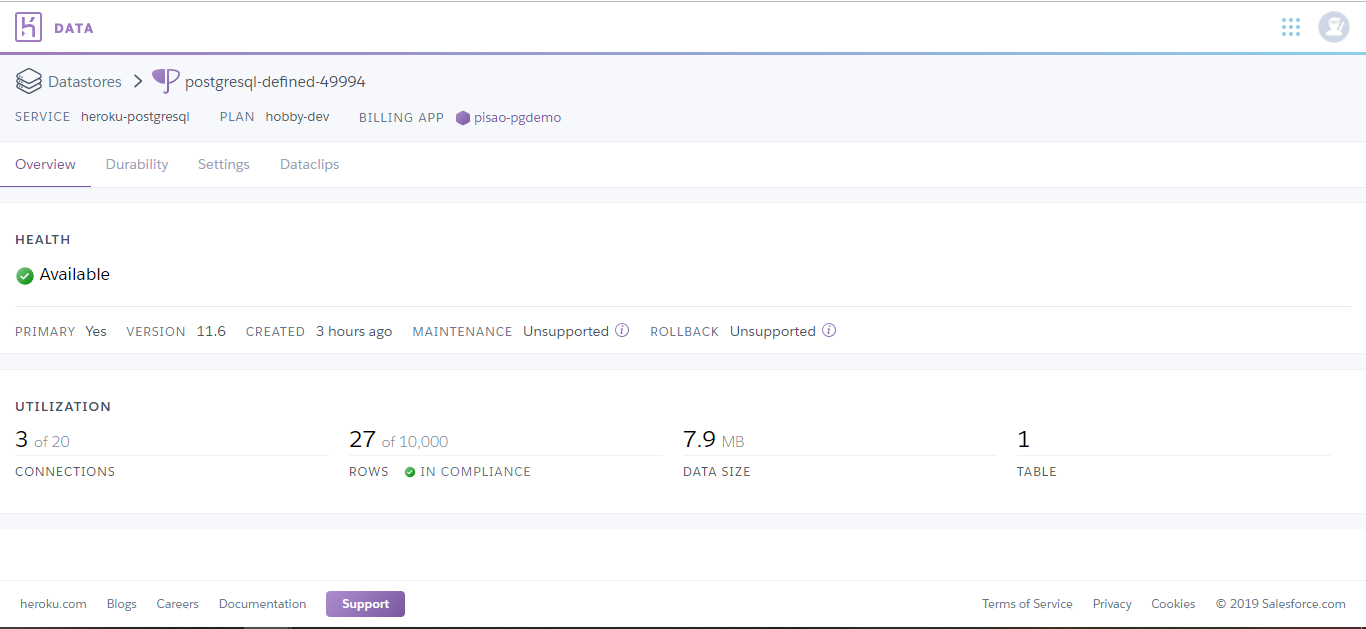 DATA
Datastores postgresql-defined-49994
SERVICE heroku-postgresql PLAN hobby-dev BILLING APP pisao-pgdemo
Overview Durability Settings Dataclips
HEALTH
Available
PRIMARY Yes VERSION 11.6 CREATED 3 hours ago MAINTENANCE Unsupported ROLLBACK Unsupported
UTILIZATION
3 of 20 27 of 10,000 7.9 MB 1
CONNECTIONS ROWS IN COMPLIANCE DATA SIZE TABLE
heroku.com Blogs Careers Documentation Support Terms of Service Privacy Cookies © 2019 Salesforce.com